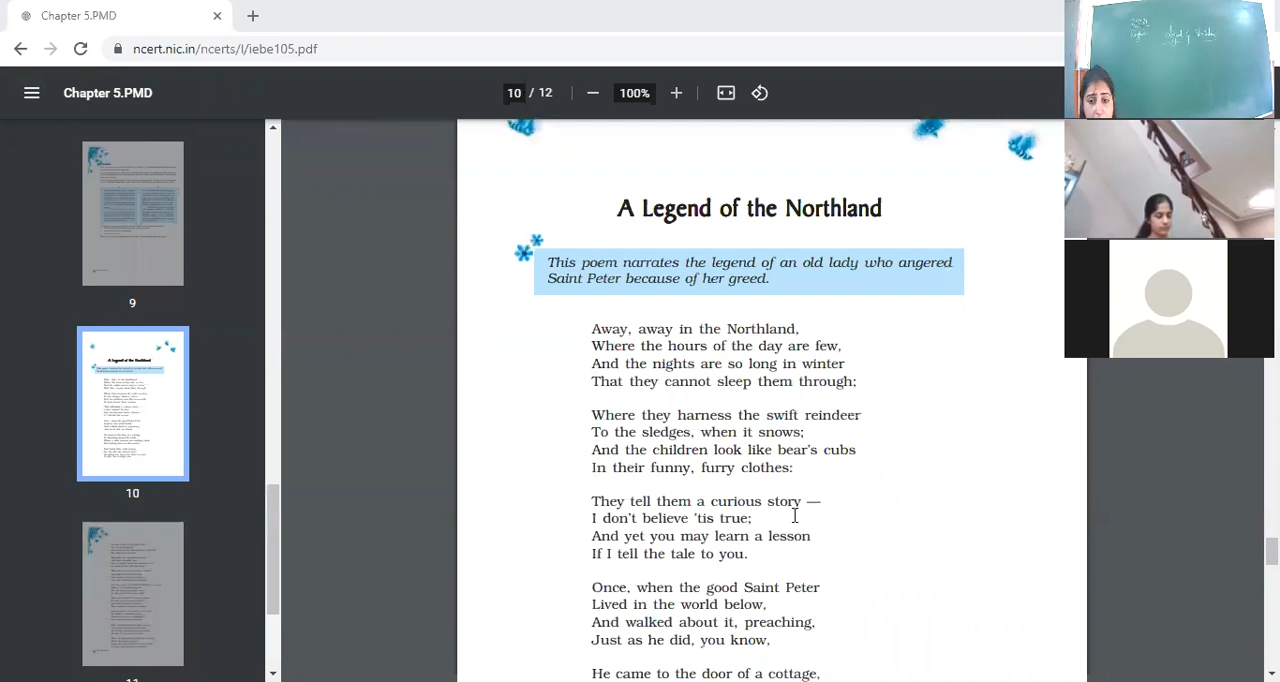 Chapter 5.PMD
ncert.nic.in/ncerts/l/iebe105.pdf
Chapter 5.PMD
10 / 12
100%
9
10
A Legend of the Northland
This poem narrates the legend of an old lady who angered
Saint Peter because of her greed.
Away, away in the Northland,
Where the hours of the day are few,
And the nights are so long in winter
That they cannot sleep them through;
Where they harness the swift reindeer
To the sledges, when it snows;
And the children look like bear's cubs
In their funny, furry clothes:
They tell them a curious story —
I don't believe 'tis true;
And yet you may learn a lesson
If I tell the tale to you.
Once, when the good Saint Peter
Lived in the world below,
And walked about it, preaching,
Just as he did, you know,
He came to the door of a cottage,